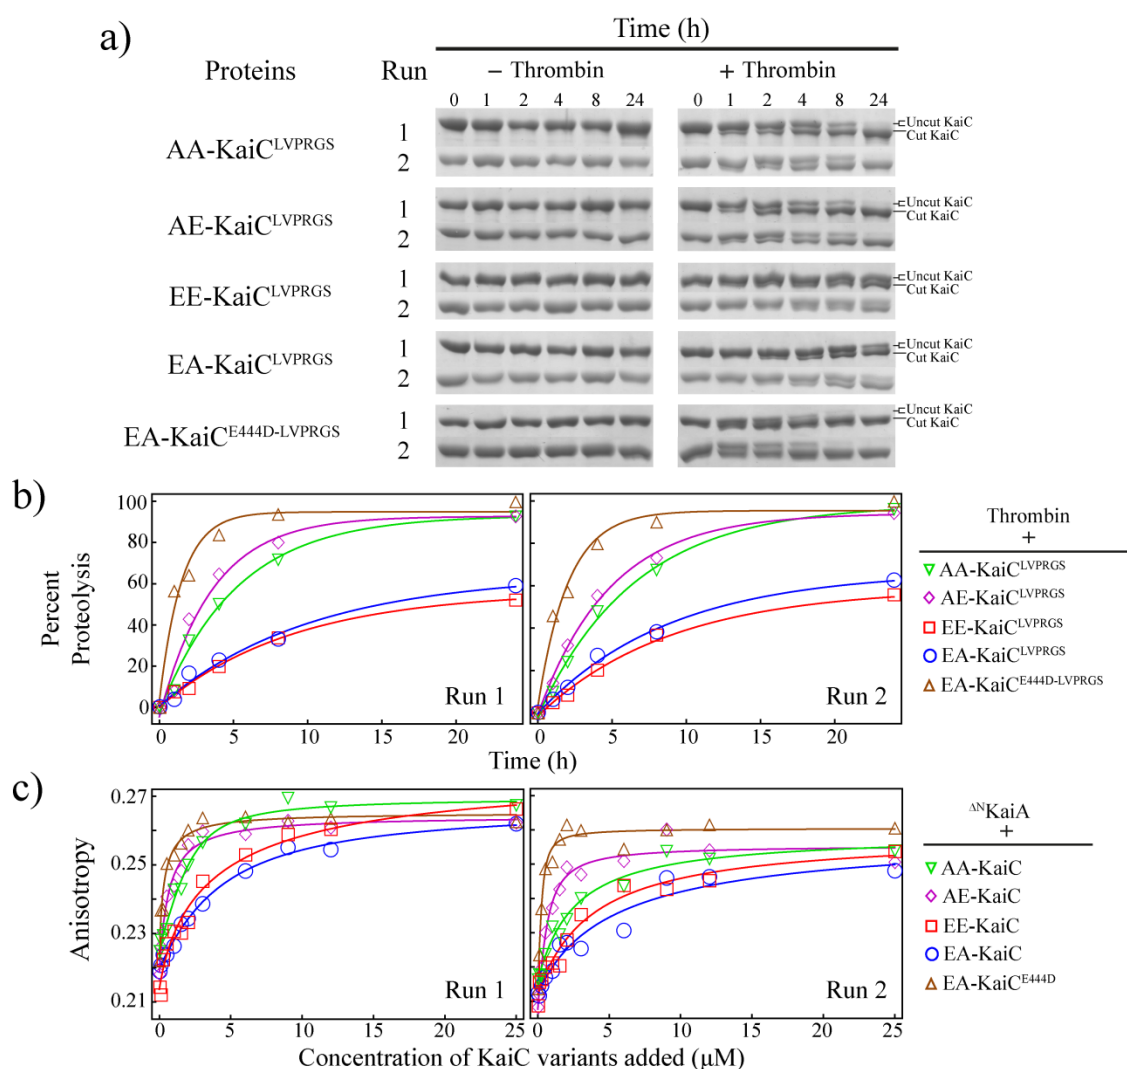 a)
Time (h)
Proteins Run − Thrombin + Thrombin
0 1 2 4 8 24 0 1 2 4 8 24
AA-KaiC^LVPRGS 1 Uncut KaiC
Cut KaiC
2
AE-KaiC^LVPRGS 1 Uncut KaiC
Cut KaiC
2
EE-KaiC^LVPRGS 1 Uncut KaiC
Cut KaiC
2
EA-KaiC^LVPRGS 1 Uncut KaiC
Cut KaiC
2
EA-KaiC^E444D-LVPRGS 1 Uncut KaiC
Cut KaiC
2
b)
Percent
Proteolysis
100
80
60
40
20
0
0 5 10 15 20
Run 1
0 5 10 15 20
Run 2
Time (h)
Thrombin
+
AA-KaiC^LVPRGS
AE-KaiC^LVPRGS
EE-KaiC^LVPRGS
EA-KaiC^LVPRGS
EA-KaiC^E444D-LVPRGS
c)
Anisotropy
0.27
0.25
0.23
0.21
0 5 10 15 20 25
Run 1
0 5 10 15 20 25
Run 2
Concentration of KaiC variants added (μM)
^ΔNKaiA
+
AA-KaiC
AE-KaiC
EE-KaiC
EA-KaiC
EA-KaiC^E444D